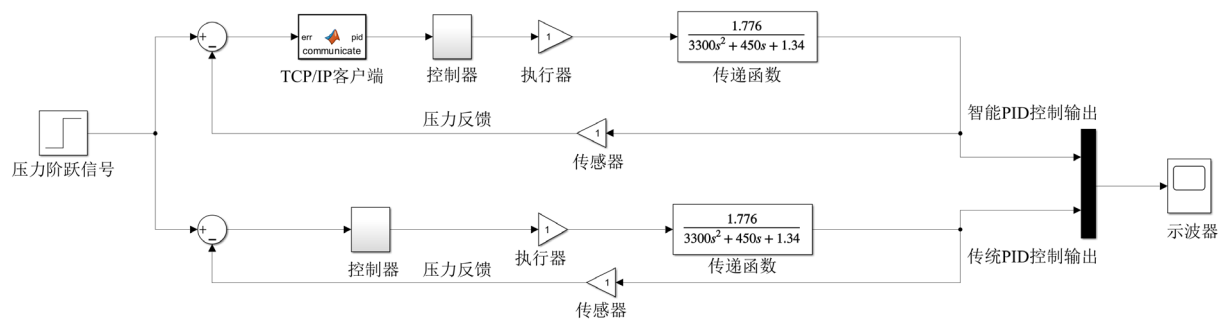 +
−
err
pid
communicate
TCP/IP客户端
控制器
1
执行器
1.776
3300s² + 450s + 1.34
传递函数
压力反馈
1
传感器
智能PID控制输出
压力阶跃信号
示波器
+
−
控制器
1
执行器
1.776
3300s² + 450s + 1.34
传递函数
传统PID控制输出
压力反馈
1
传感器